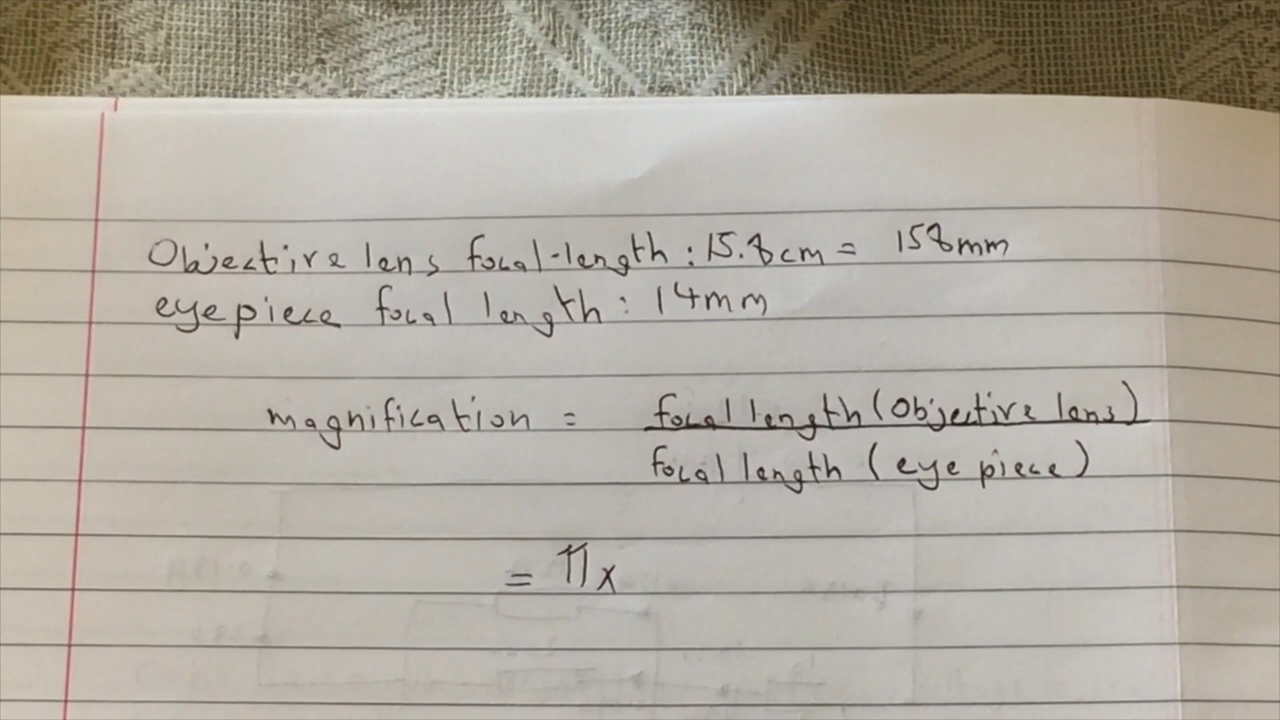 Objective lens focal-length : 15.8cm = 158mm
eyepiece focal length : 14mm
magnification = focal length (Objective lens)
focal length (eye piece)
= 11x